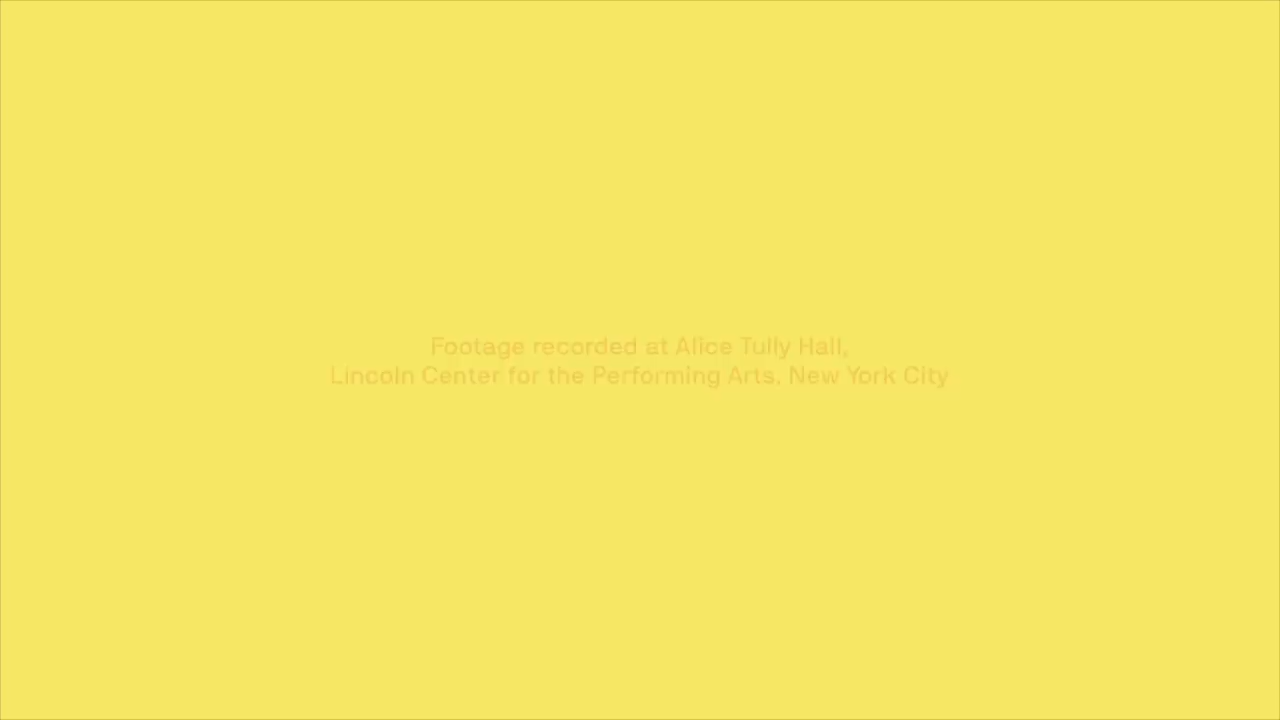 Footage recorded at Alice Tully Hall,
Lincoln Center for the Performing Arts, New York City